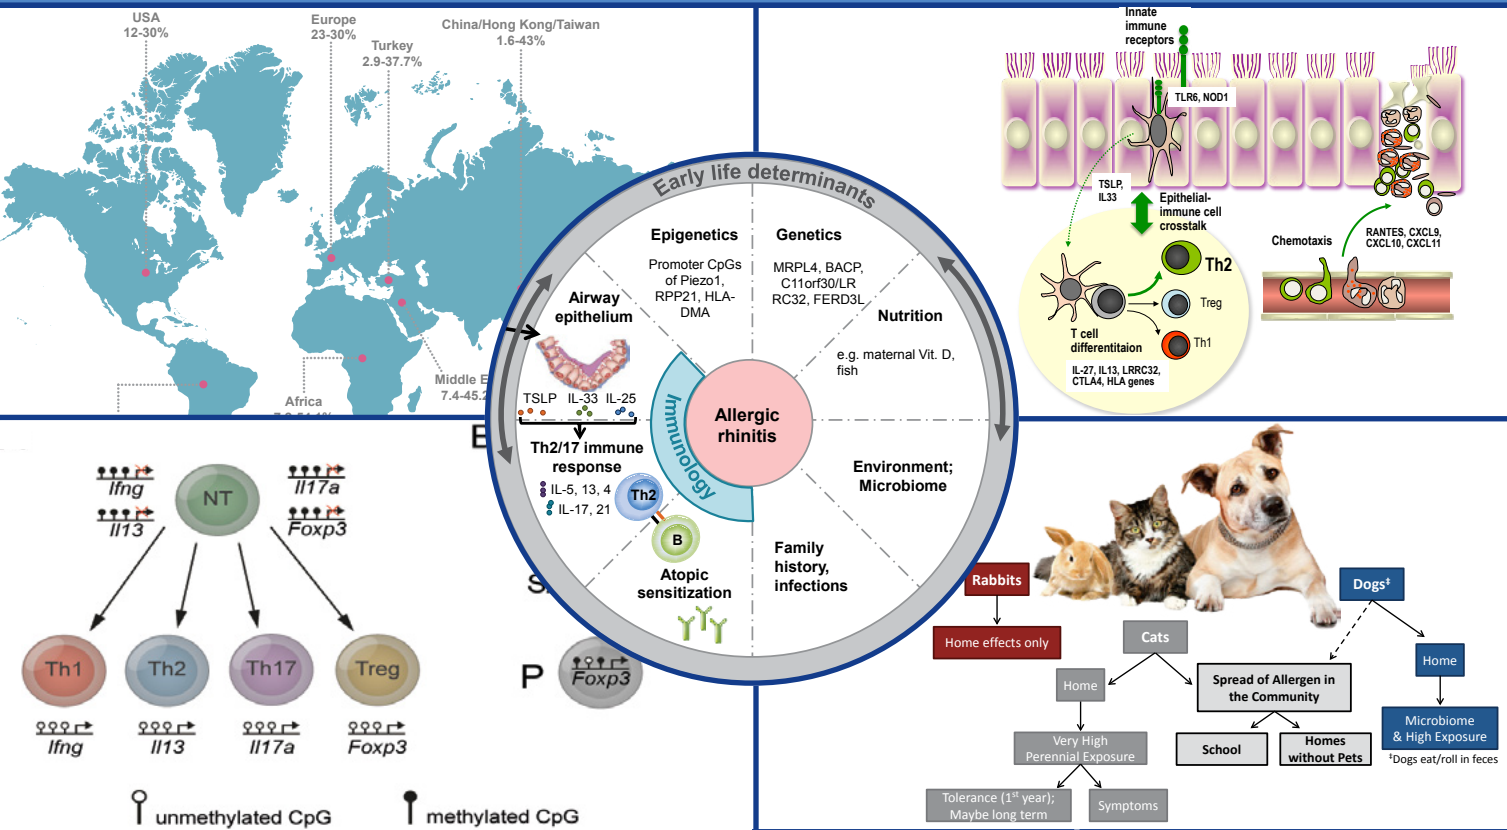 USA
12-30%
Europe
23-30%
Turkey
2.9-37.7%
China/Hong Kong/Taiwan
1.6-43%
Africa
Middle E
7.4-45.2
Innate
immune
receptors
TLR6, NOD1
TSLP,
IL33
Epithelial-
immune cell
crosstalk
Th2
Treg
Th1
T cell
differentitaion
IL-27, IL13, LRRC32,
CTLA4, HLA genes
Chemotaxis
RANTES, CXCL9,
CXCL10, CXCL11
Early life determinants
Epigenetics
Promoter CpGs
of Piezo1,
RPP21, HLA-
DMA
Genetics
MRPL4, BACP,
C11orf30/LR
RC32, FERD3L
Nutrition
e.g. maternal Vit. D,
fish
Airway
epithelium
TSLP IL-33 IL-25
Th2/17 immune
response
IL-5, 13, 4
IL-17, 21
Th2
B
Atopic
sensitization
Immunology
Allergic
rhinitis
Environment;
Microbiome
Family
history,
infections
Ifng
Il13
NT
Il17a
Foxp3
Th1
Th2
Th17
Treg
Ifng
Il13
Il17a
Foxp3
unmethylated CpG
methylated CpG
E
S
P
Foxp3
Rabbits
Home effects only
Cats
Home
Very High
Perennial Exposure
Tolerance (1st year);
Maybe long term
Symptoms
Spread of Allergen in
the Community
School
Homes
without Pets
Dogs‡
Home
Microbiome
& High Exposure
‡Dogs eat/roll in feces